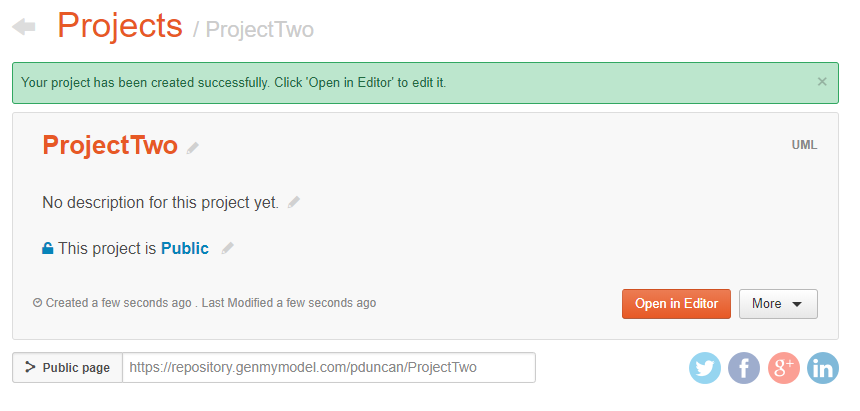 Projects / ProjectTwo
Your project has been created successfully. Click 'Open in Editor' to edit it. ×
ProjectTwo
UML
No description for this project yet.
This project is Public
Created a few seconds ago . Last Modified a few seconds ago
Open in Editor
More
Public page
https://repository.genmymodel.com/pduncan/ProjectTwo
f
g+
in